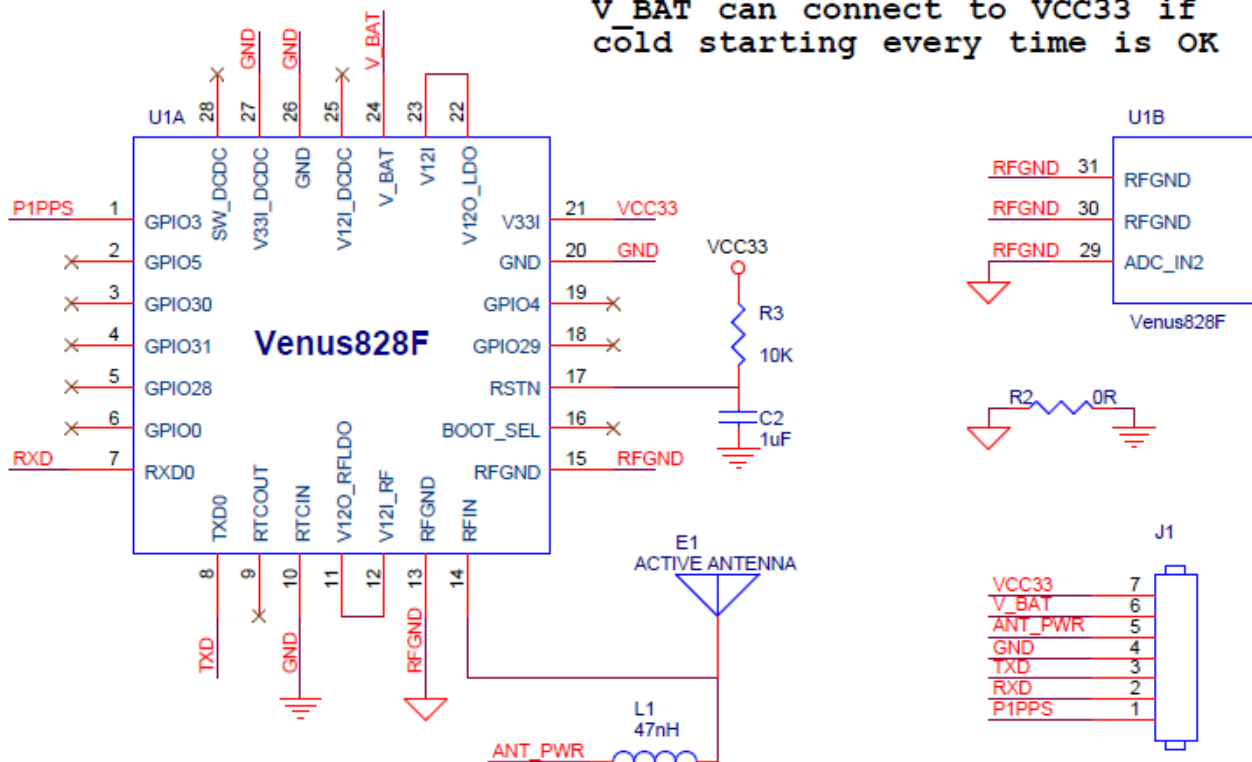 V_BAT can connect to VCC33 if
cold starting every time is OK
GND
GND
V_BAT
U1A
28
27
26
25
24
23
22
SW_DCDC
V33I_DCDC
GND
V12I_DCDC
V_BAT
V12I
V12O_LDO
P1PPS 1 GPIO3
2 GPIO5
3 GPIO30
4 GPIO31
5 GPIO28
6 GPIO0
RXD 7 RXD0
Venus828F
V33I 21 VCC33
GND 20 GND
GPIO4 19
GPIO29 18
RSTN 17
BOOT_SEL 16
RFGND 15 RFGND
TXD0
RTCOUT
RTCIN
V12O_RFLDO
V12I_RF
RFGND
RFIN
8
9
10
11
12
13
14
TXD
GND
RFGND
VCC33
R3
10K
C2
1uF
E1
ACTIVE ANTENNA
L1
47nH
ANT_PWR
U1B
RFGND 31 RFGND
RFGND 30 RFGND
RFGND 29 ADC_IN2
Venus828F
R2 0R
J1
VCC33 7
V_BAT 6
ANT_PWR 5
GND 4
TXD 3
RXD 2
P1PPS 1